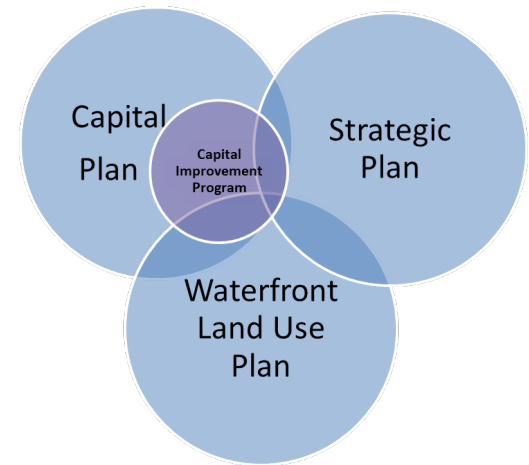 Capital
Plan
Capital
Improvement
Program
Strategic
Plan
Waterfront
Land Use
Plan